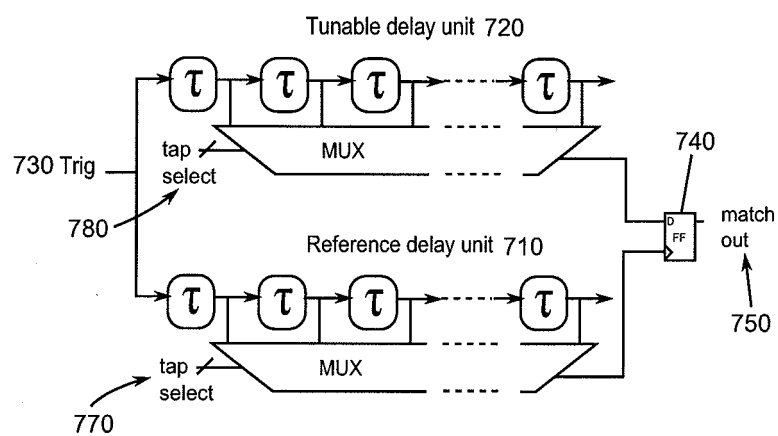 Tunable delay unit 720
τ τ τ τ
730 Trig
tap
select
MUX
780
740
D
FF
match
out
750
Reference delay unit 710
τ τ τ τ
tap
select
MUX
770